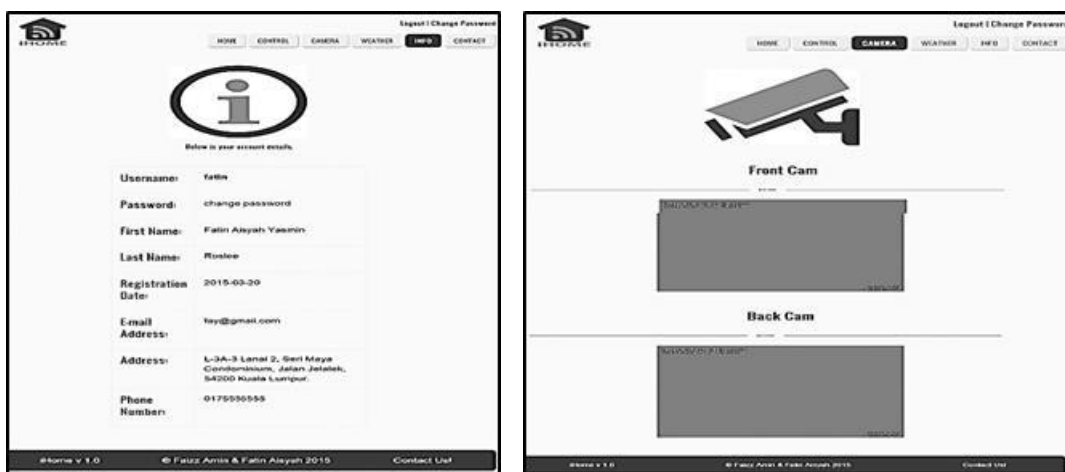 Logout | Change Password
iHOME
HOME CONTROL CAMERA WEATHER INFO CONTACT
Below is your account details.
Username: fatin
Password: change password
First Name: Fatin Aisyah Yasmin
Last Name: Roslee
Registration Date: 2015-03-20
E-mail Address: fay@gmail.com
Address: L-3A-3 Lanai 2, Seri Maya
Condominium, Jalan Jelatek,
54200 Kuala Lumpur.
Phone Number: 0175555555
iHome v 1.0 © Faizz Amin & Fatin Aisyah 2015 Contact Us!
Logout | Change Passwor
iHOME
HOME CONTROL CAMERA WEATHER INFO CONTACT
Front Cam
Back Cam
iHome v 1.0 © Faizz Amin & Fatin Aisyah 2015 Contact Us!